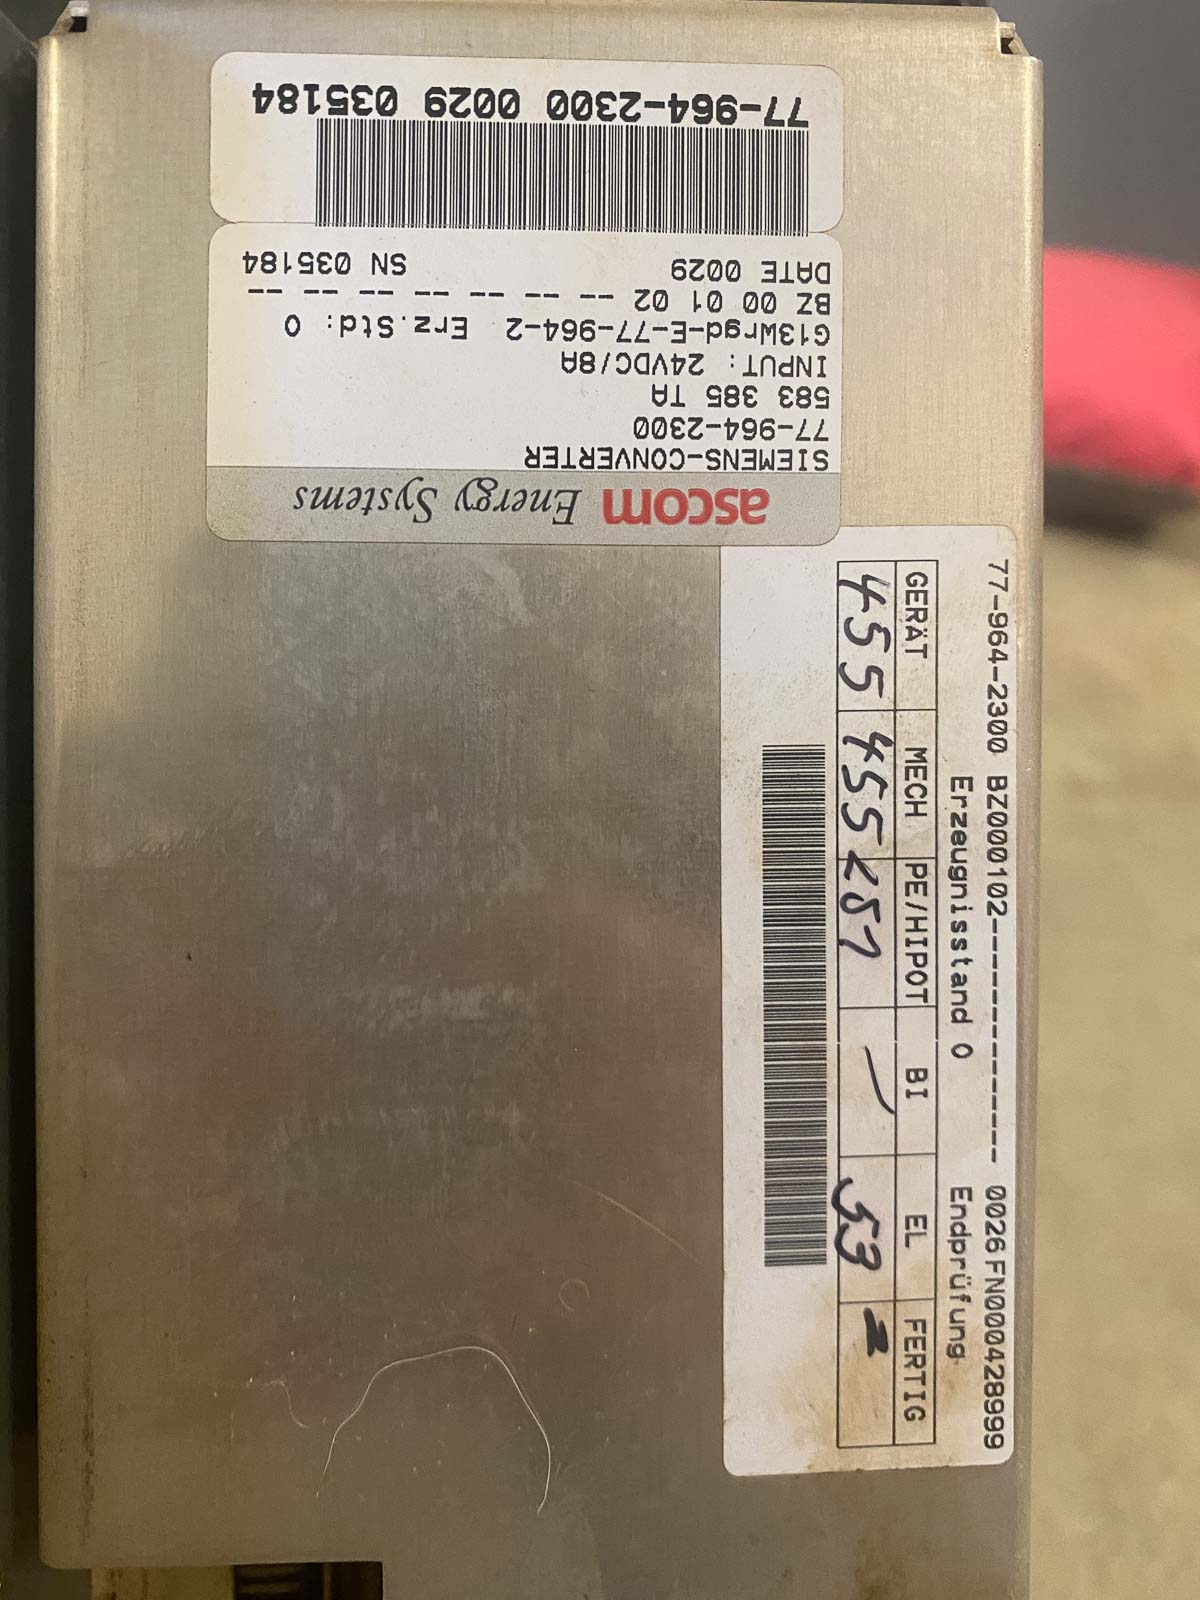 ascom Energy Systems
SIEMENS-CONVERTER
77-964-2300
583 385 TA
INPUT: 24VDC/8A
G13Wrgd-E-77-964-2 Erz.Std: 0
BZ 00 01 02 -- -- -- -- -- -- --
DATE 0029 SN 035184
77-964-2300 0029 035184
77-964-2300 BZ000102-------------- 0026 FN000428999
Erzeugnisstand 0 Endprüfung
GERÄT MECH PE/HIPOT BI EL FERTIG
455 455 53